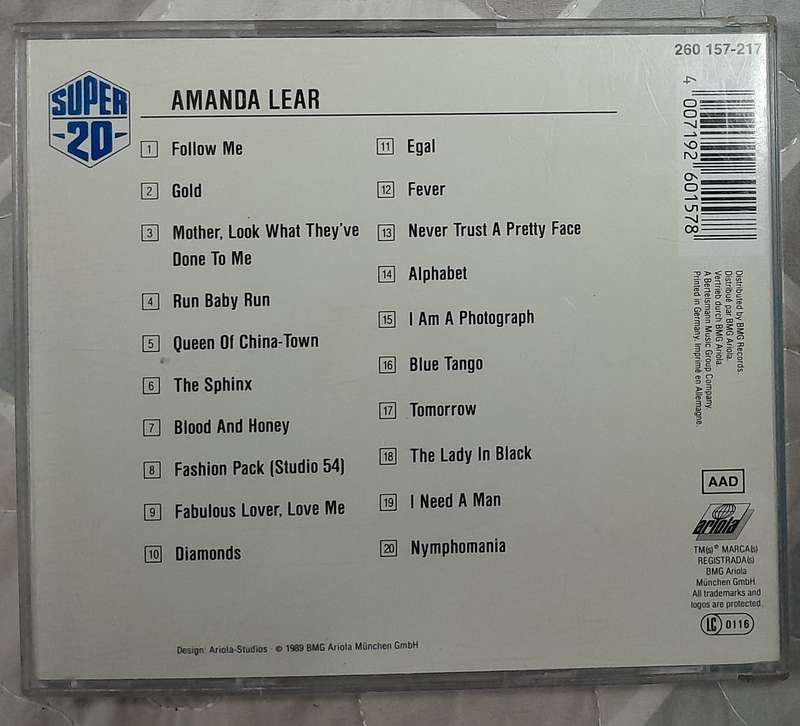 260 157-217
SUPER
-20-
AMANDA LEAR
1 Follow Me
2 Gold
3 Mother, Look What They've
Done To Me
4 Run Baby Run
5 Queen Of China-Town
6 The Sphinx
7 Blood And Honey
8 Fashion Pack (Studio 54)
9 Fabulous Lover, Love Me
10 Diamonds
11 Egal
12 Fever
13 Never Trust A Pretty Face
14 Alphabet
15 I Am A Photograph
16 Blue Tango
17 Tomorrow
18 The Lady In Black
19 I Need A Man
20 Nymphomania
4 007192 601578
Distributed by BMG Records.
Distribué par BMG Ariola.
Vertrieb durch BMG Ariola.
A Bertelsmann Music Group Company.
Printed in Germany. Imprimé en Allemagne.
AAD
ariola
TM(s)® MARCA(s)
REGISTRADA(s)
BMG Ariola
München GmbH.
All trademarks and
logos are protected.
LC 0116
Design: Ariola-Studios · © 1989 BMG Ariola München GmbH